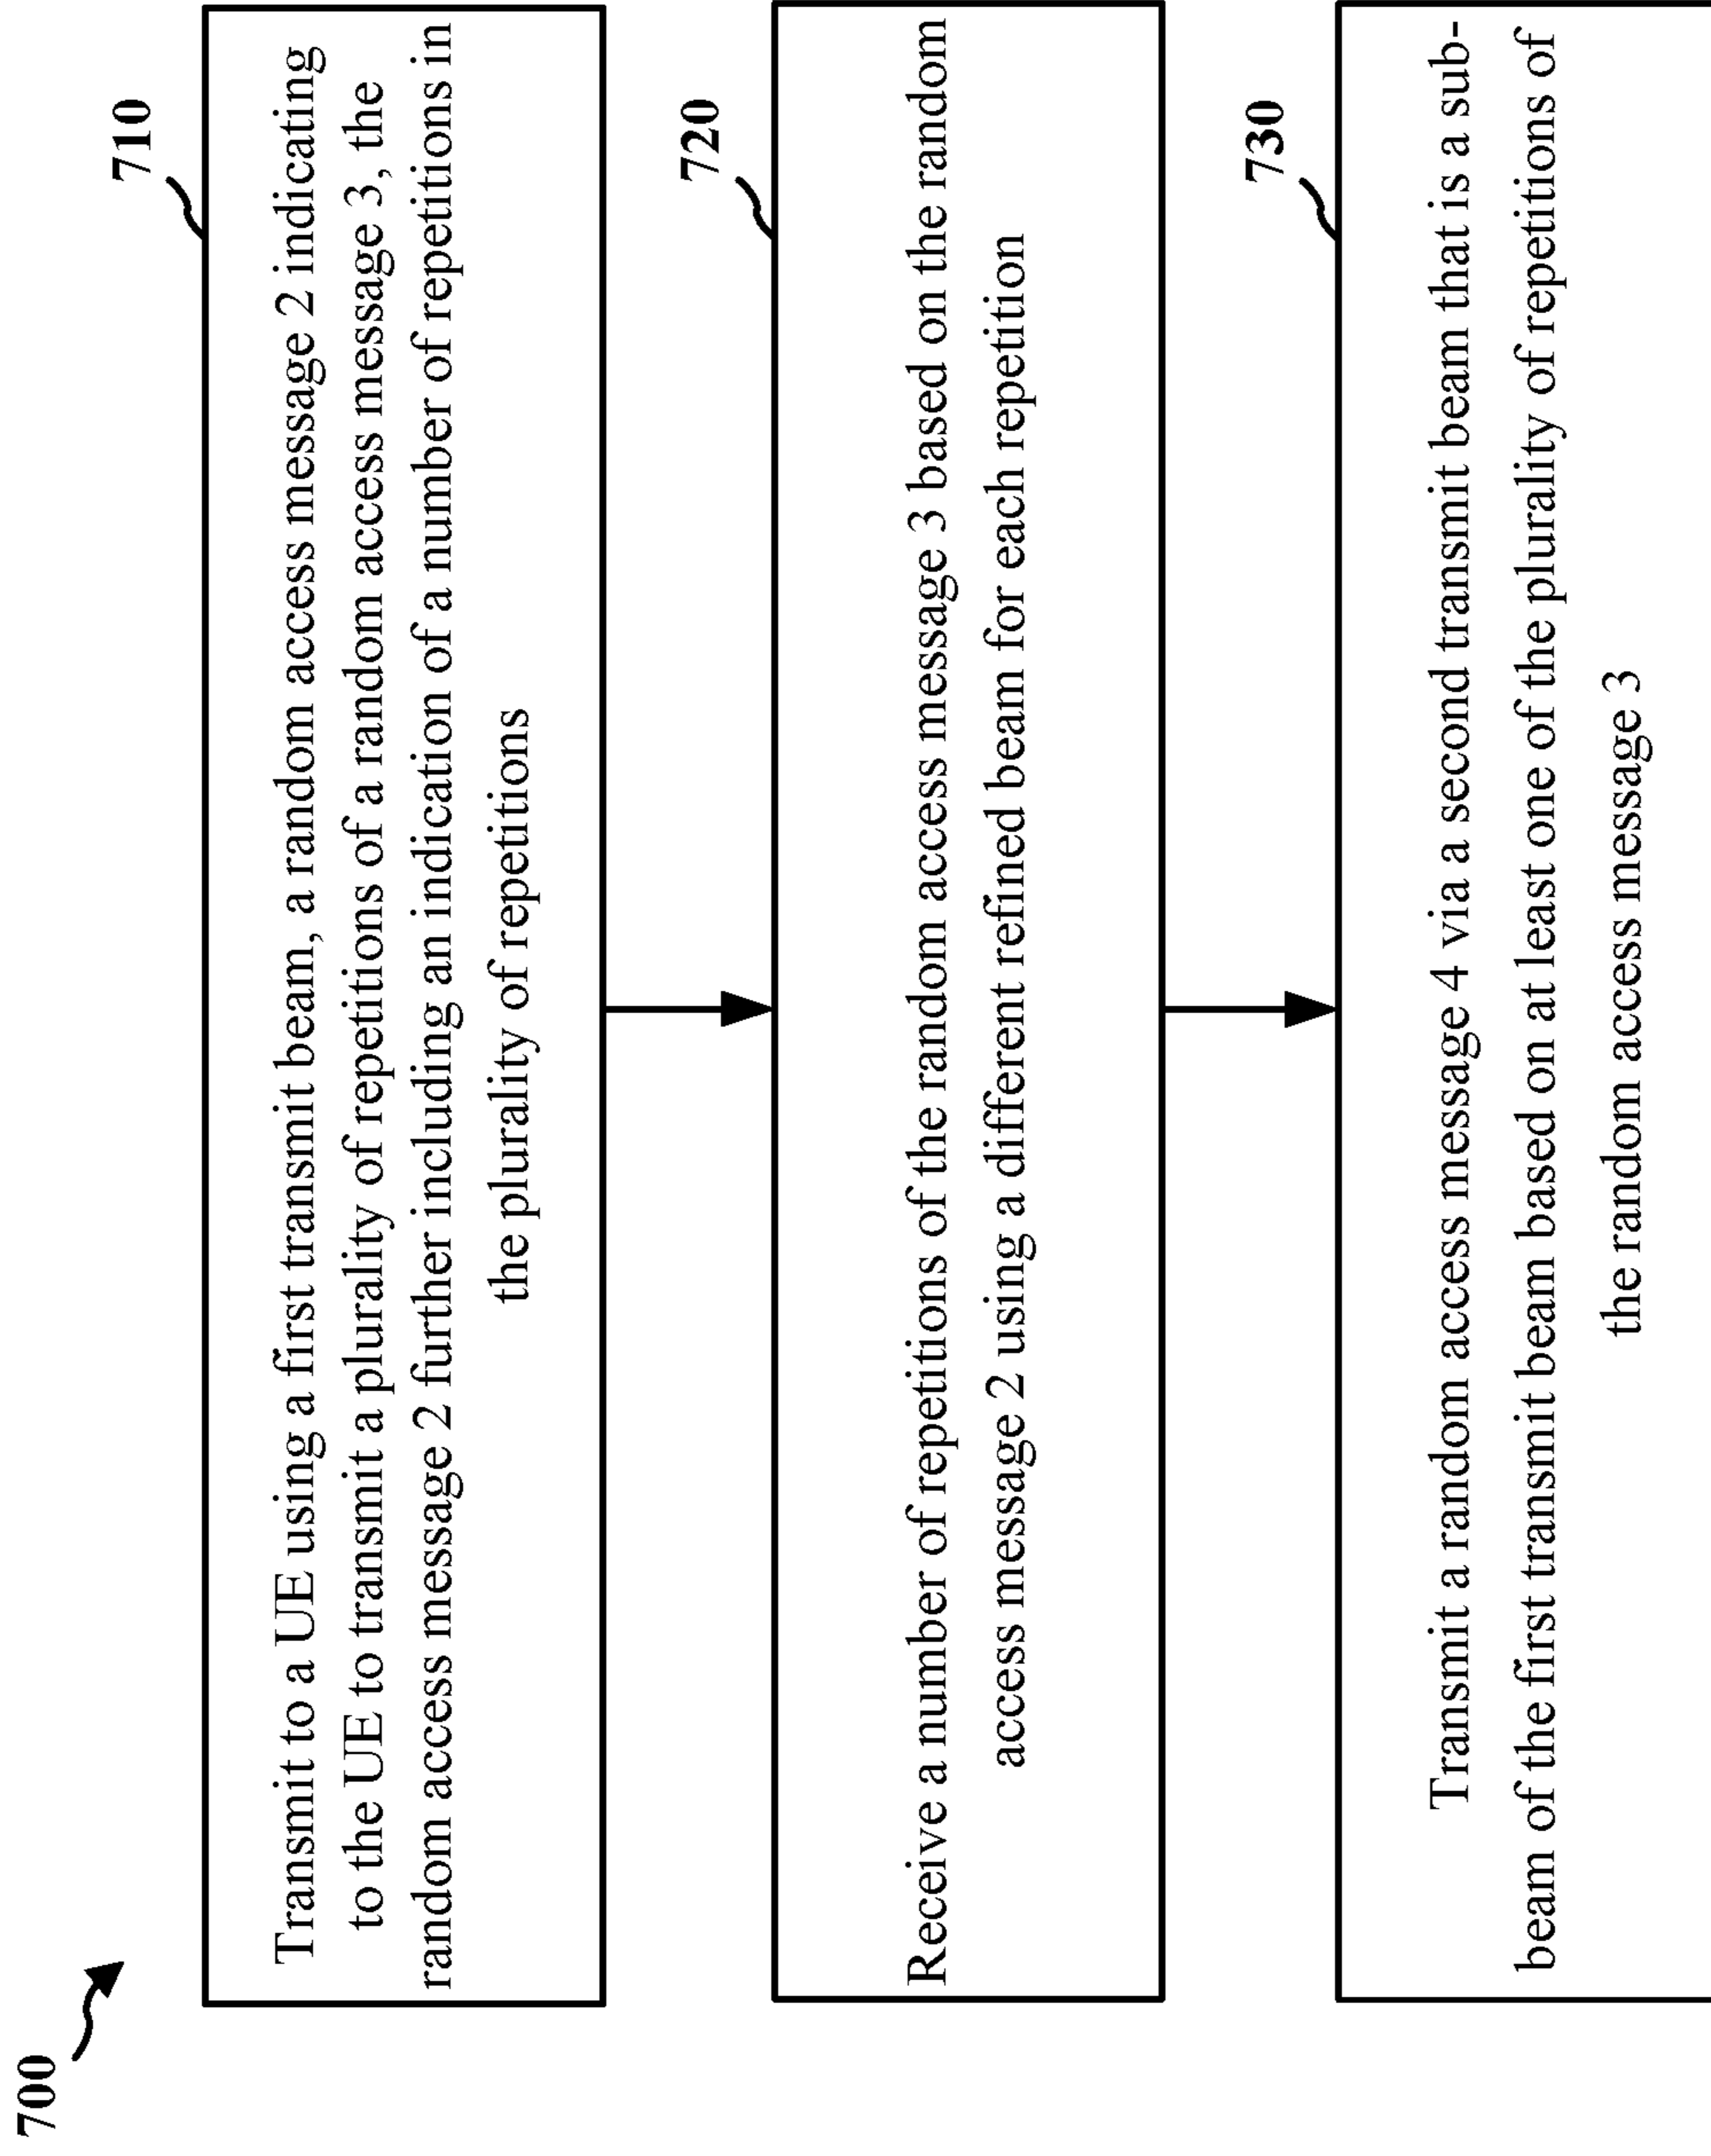 700
710
Transmit to a UE using a first transmit beam, a random access message 2 indicating
to the UE to transmit a plurality of repetitions of a random access message 3, the
random access message 2 further including an indication of a number of repetitions in
the plurality of repetitions
720
Receive a number of repetitions of the random access message 3 based on the random
access message 2 using a different refined beam for each repetition
730
Transmit a random access message 4 via a second transmit beam that is a sub-
beam of the first transmit beam based on at least one of the plurality of repetitions of
the random access message 3